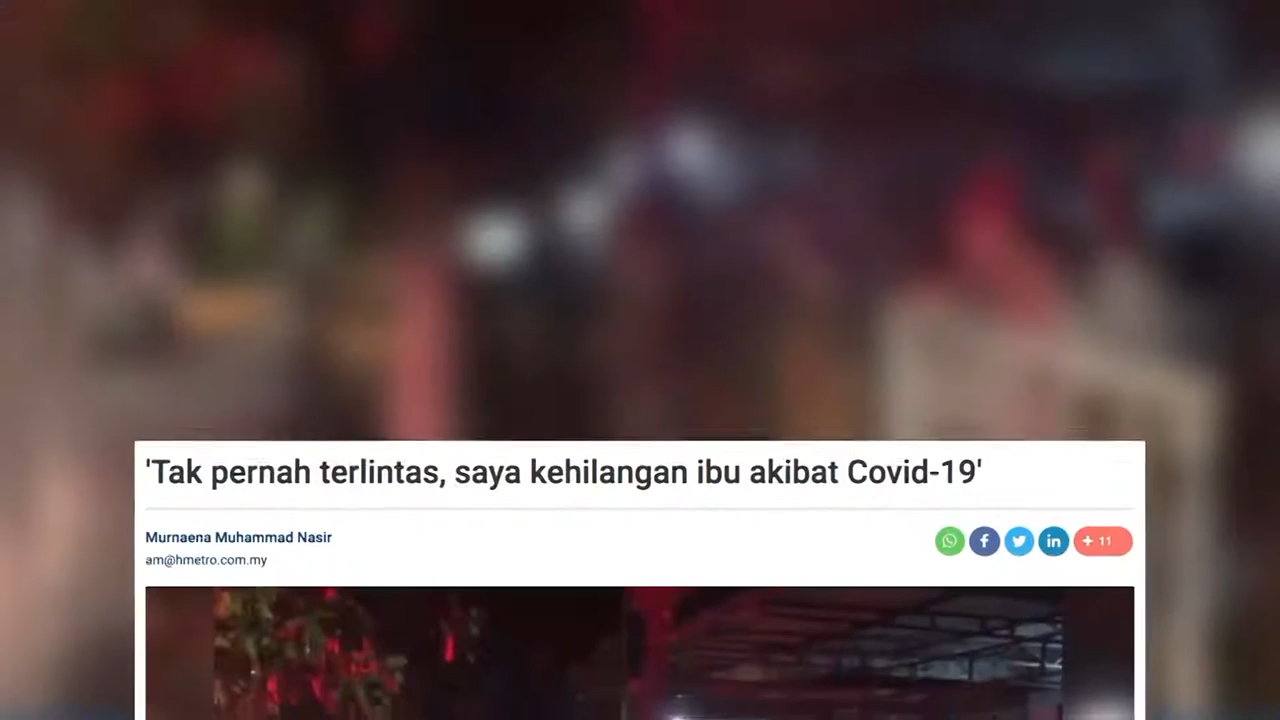 'Tak pernah terlintas, saya kehilangan ibu akibat Covid-19'
Murnaena Muhammad Nasir
am@hmetro.com.my
11